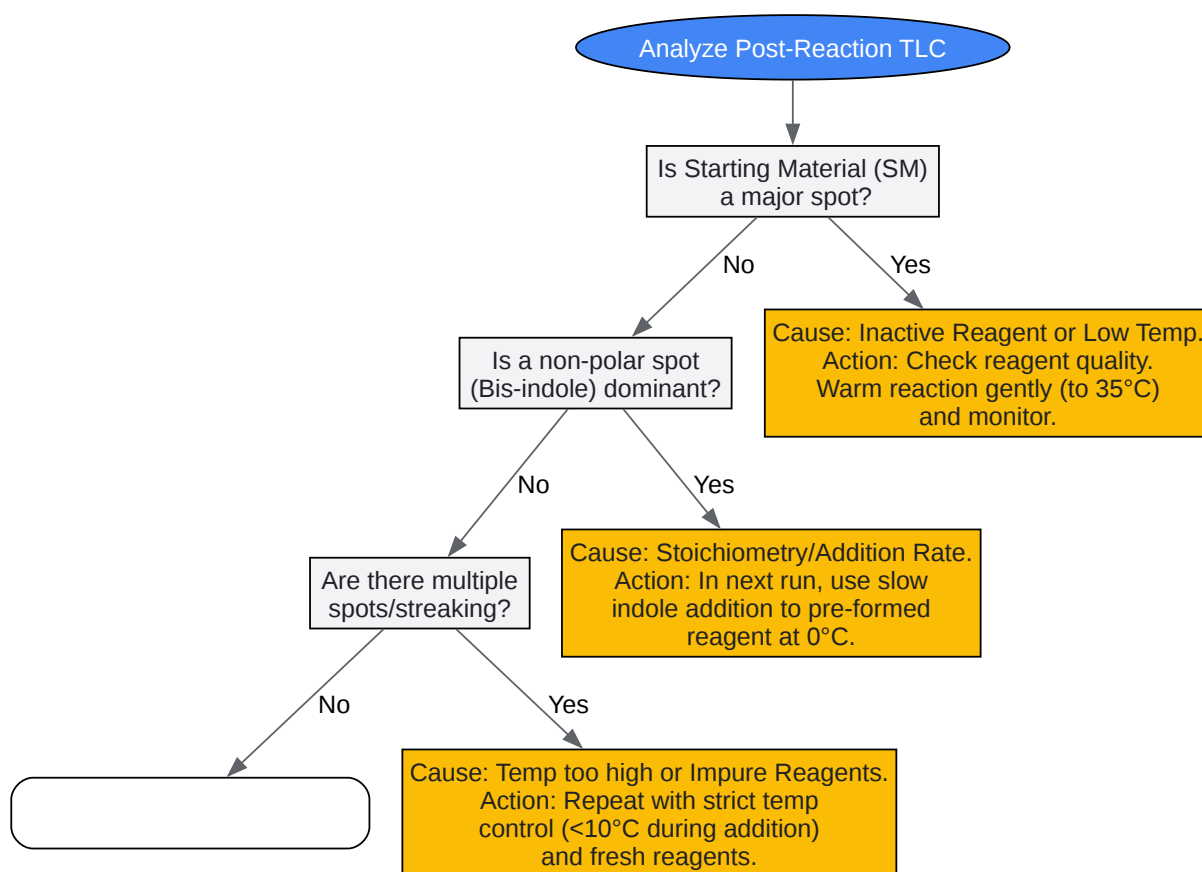 Analyze Post-Reaction TLC
Is Starting Material (SM)
a major spot?
No
Yes
Cause: Inactive Reagent or Low Temp.
Action: Check reagent quality.
Warm reaction gently (to 35°C)
and monitor.
Is a non-polar spot
(Bis-indole) dominant?
No
Yes
Cause: Stoichiometry/Addition Rate.
Action: In next run, use slow
indole addition to pre-formed
reagent at 0°C.
Are there multiple
spots/streaking?
No
Yes
Cause: Temp too high or Impure Reagents.
Action: Repeat with strict temp
control (<10°C during addition)
and fresh reagents.